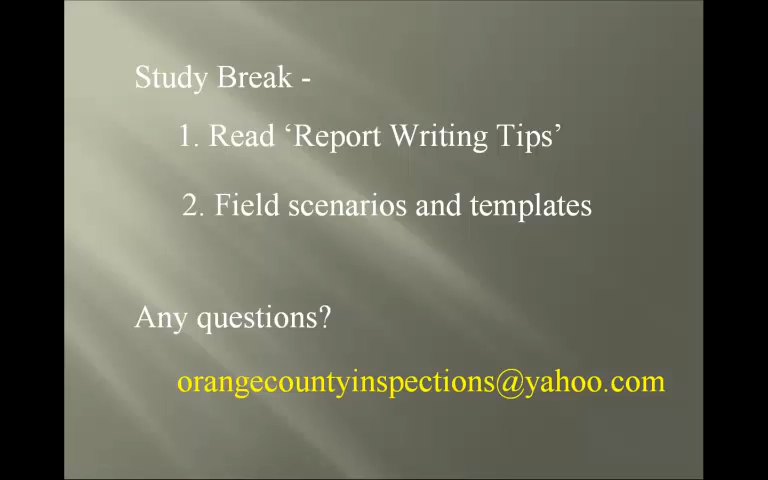 Study Break -
1. Read ‘Report Writing Tips’
2. Field scenarios and templates
Any questions?
orangecountyinspections@yahoo.com